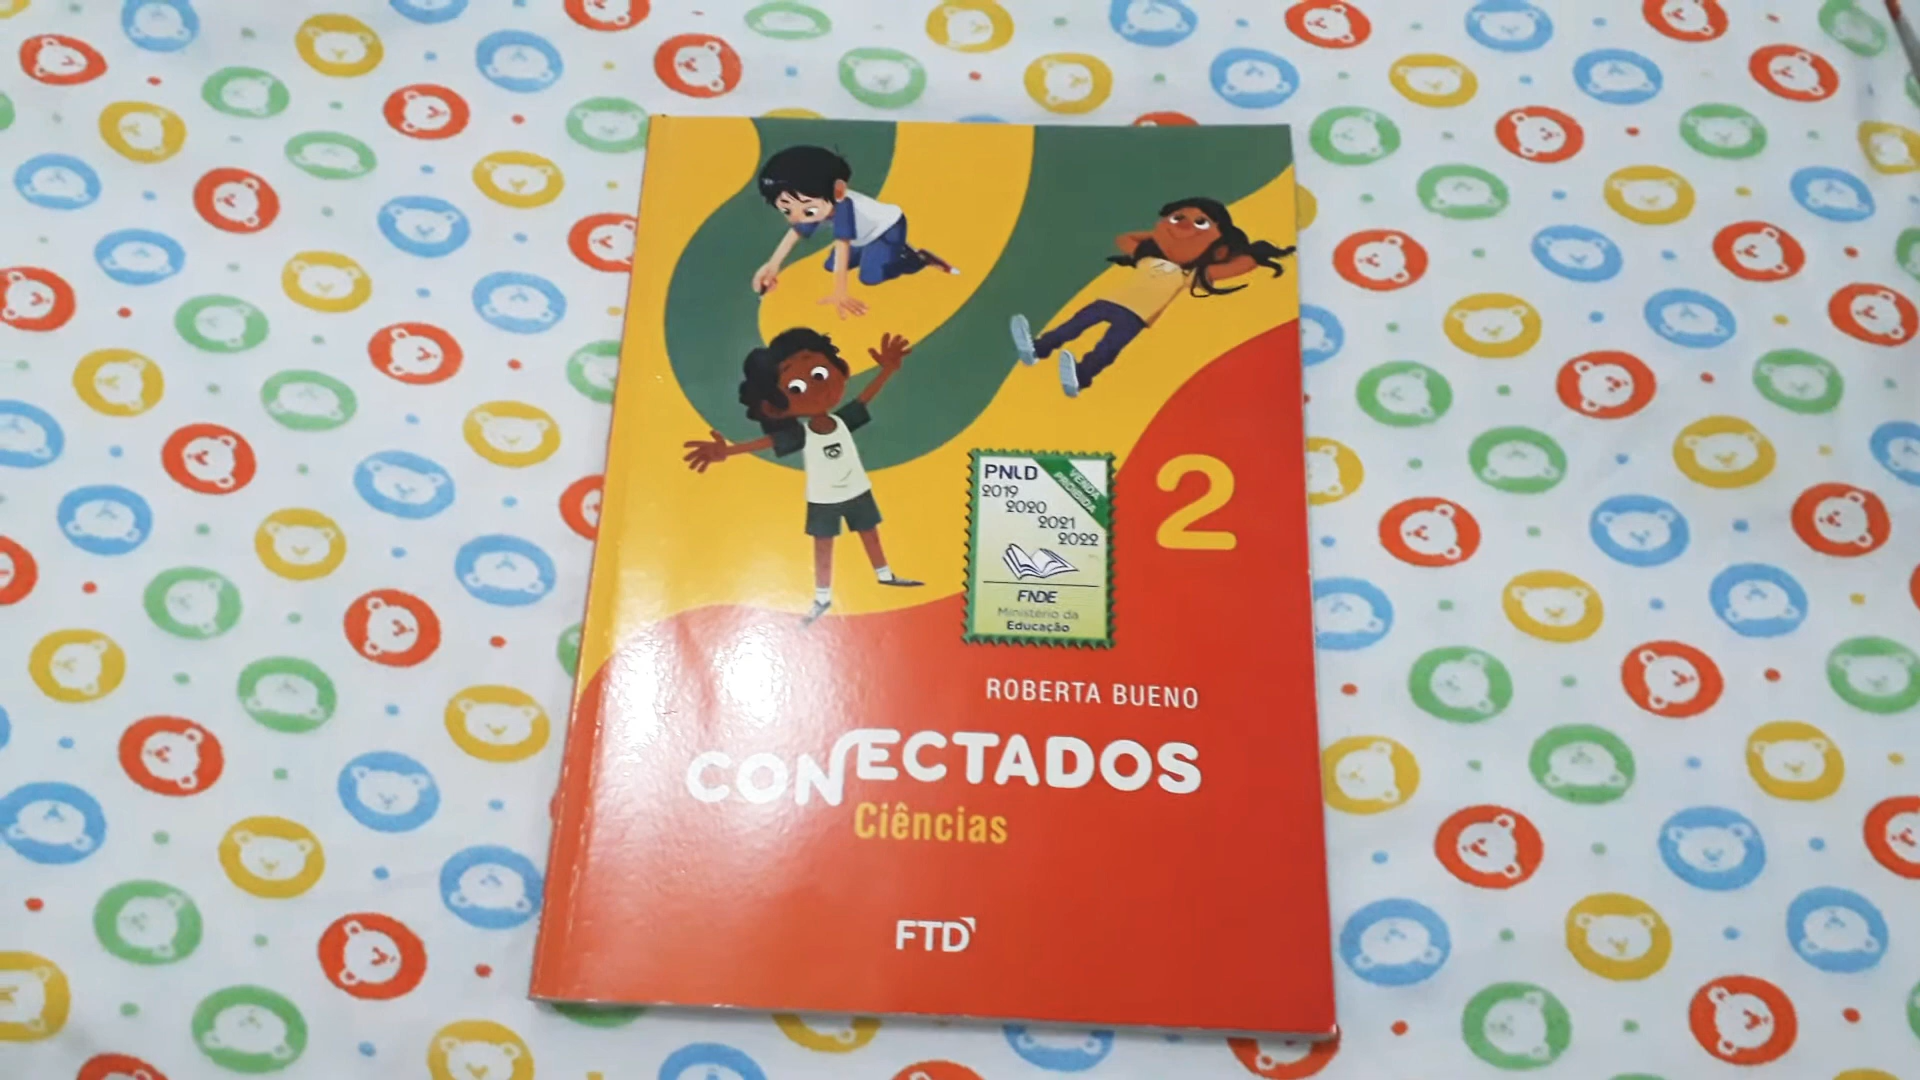 PNLD
VENDA
PROIBIDA
2019
2020
2021
2022
FNDE
Ministério da
Educação
2
ROBERTA BUENO
CONECTADOS
Ciências
FTD